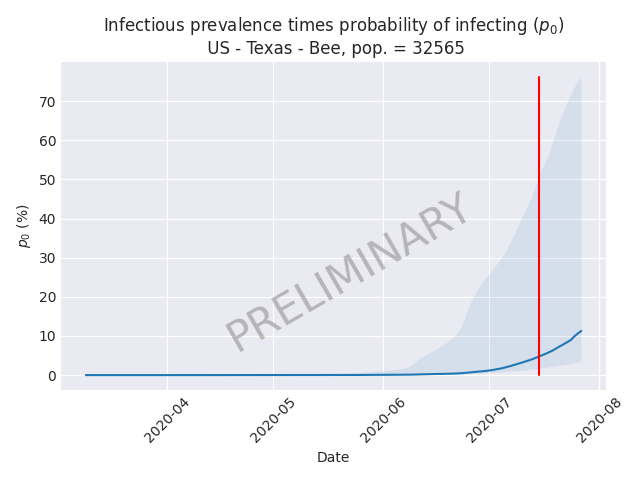 Infectious prevalence times probability of infecting (p₀)
US - Texas - Bee, pop. = 32565
p₀ (%)
70
60
50
40
30
20
10
0
PRELIMINARY
2020-04
2020-05
2020-06
2020-07
2020-08
Date